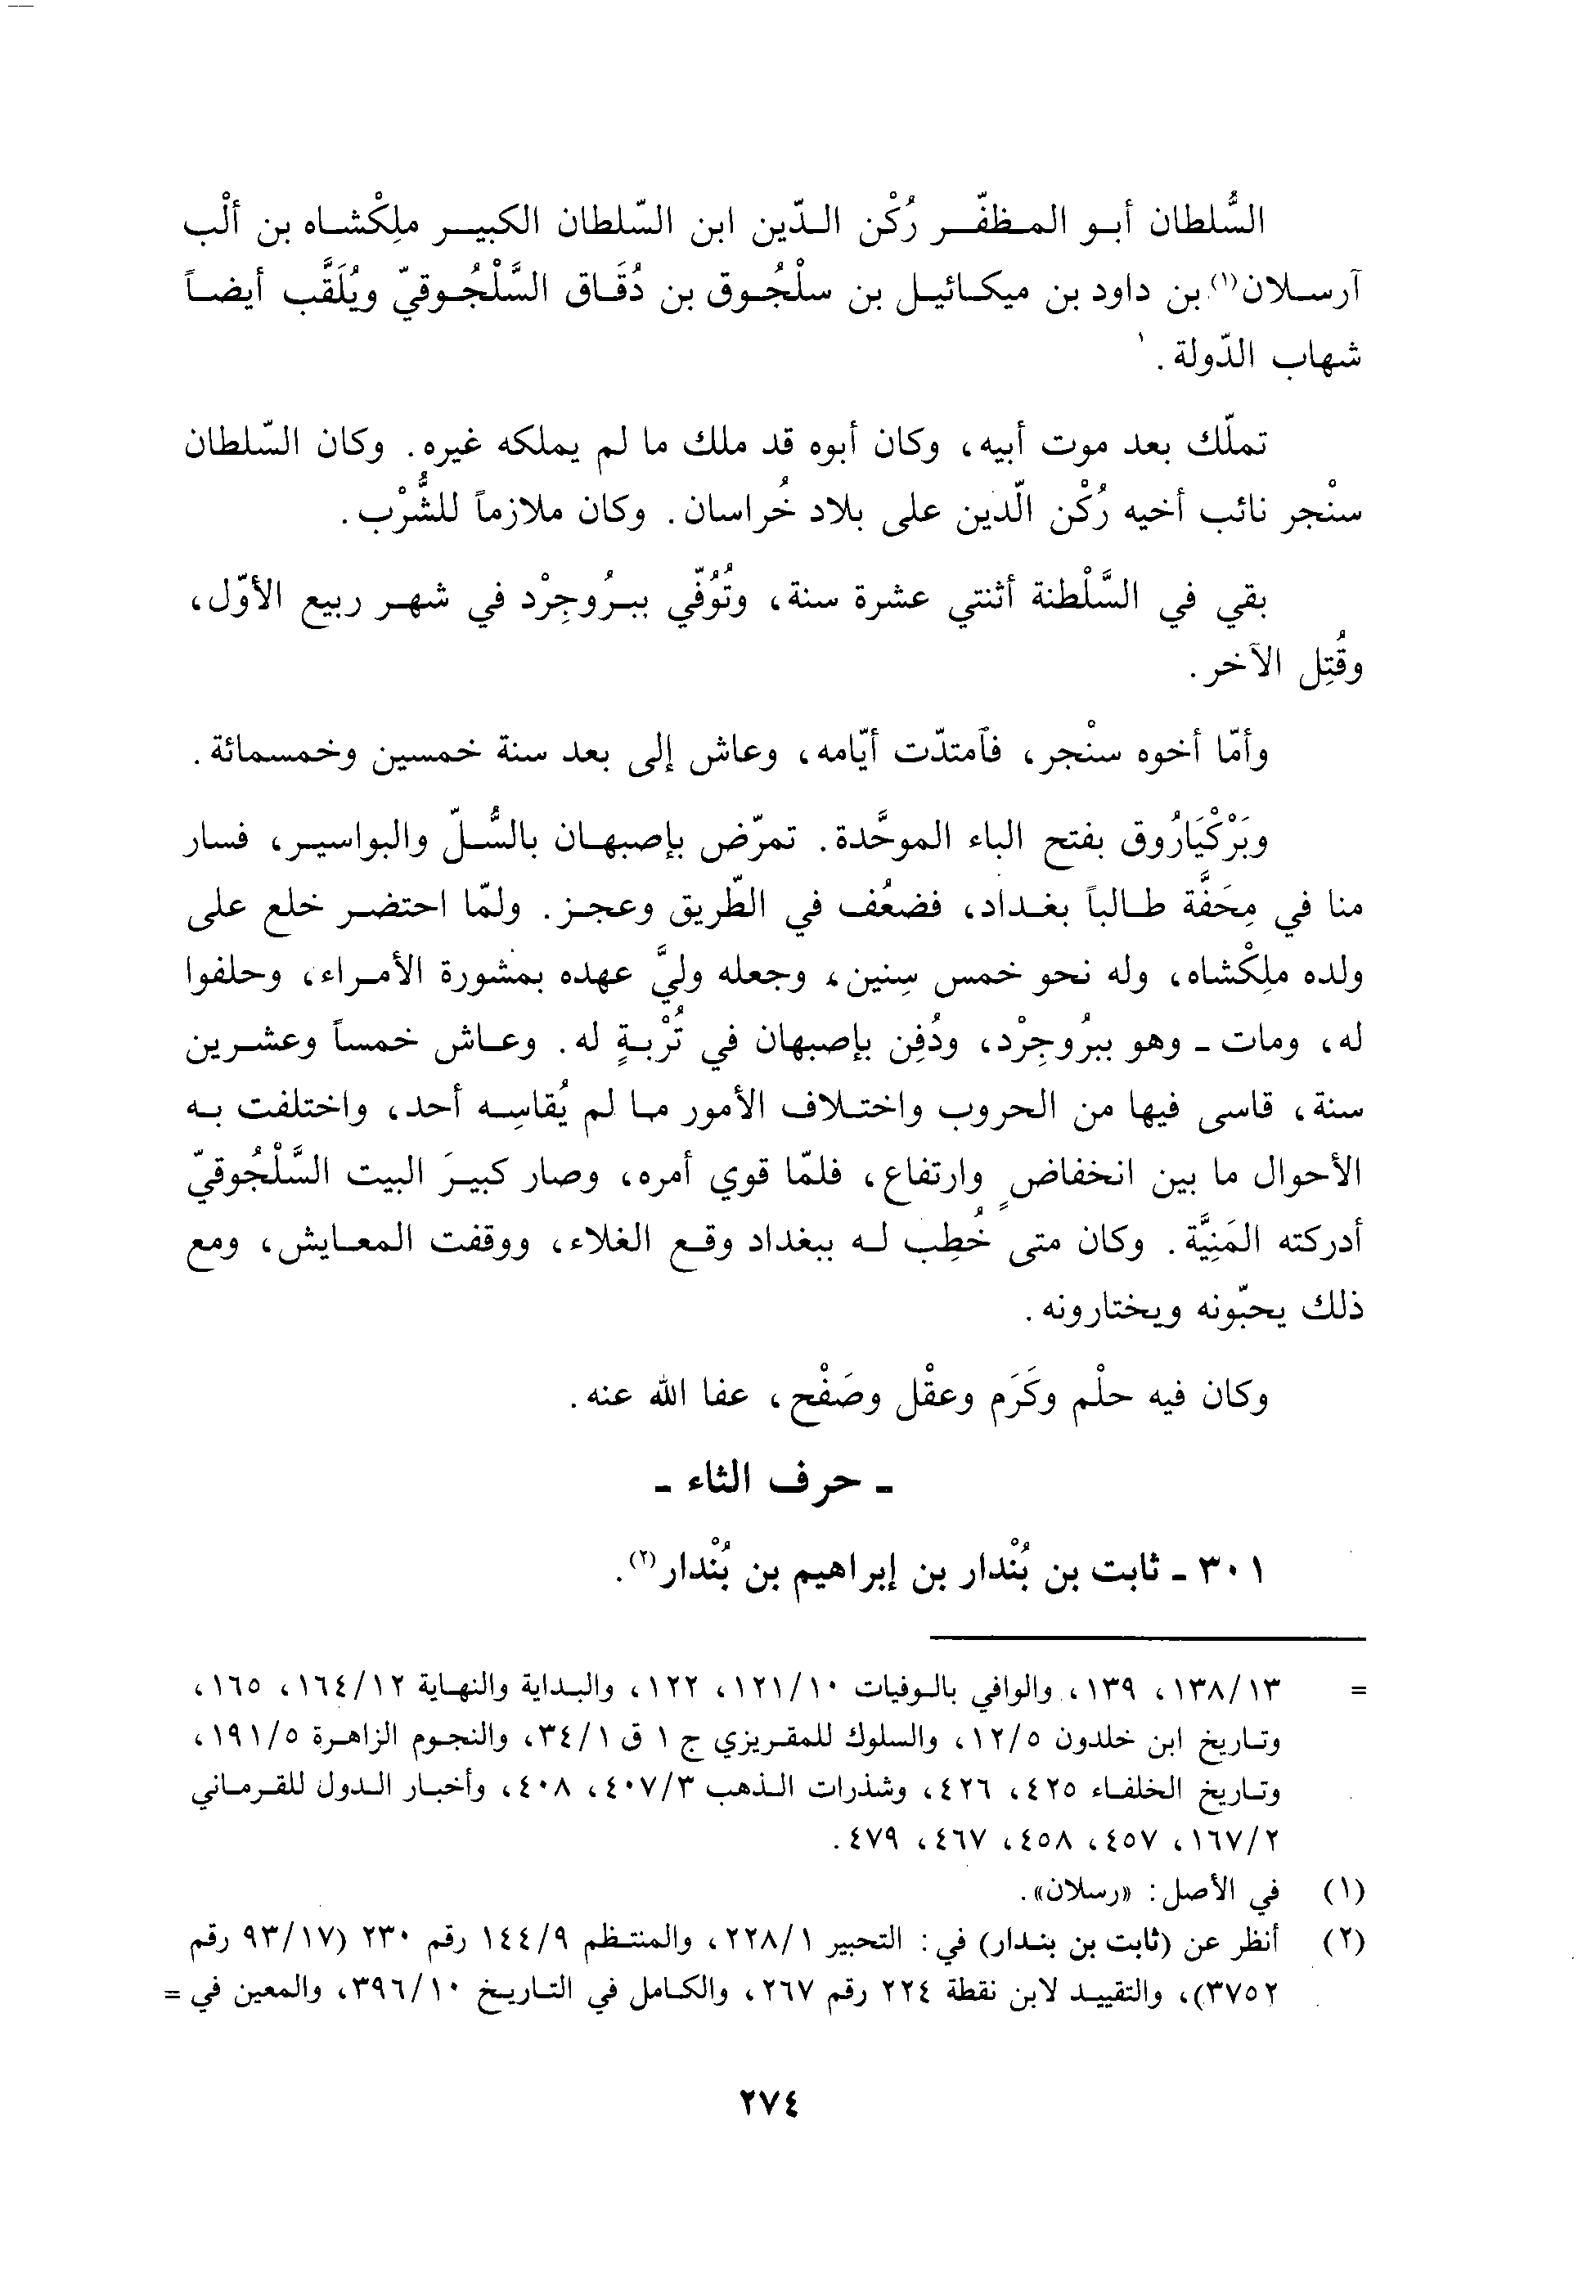 السُّلطان أبو المظفّر رُكْن الدّين ابن السّلطان الكبير ملِكْشاه بن ألْب
آرسلان(١) بن داود بن ميكائيل بن سلْجُوق بن دُقَاق السَّلْجُوقيّ ويُلَقَّب أيضاً
شهاب الدّولة.
تملّك بعد موت أبيه، وكان أبوه قد ملك ما لم يملكه غيره. وكان السّلطان
سنْجر نائب أخيه رُكْن الّدين على بلاد خُراسان. وكان ملازماً للشُّرْب.
بقي في السَّلْطنة أثنتي عشرة سنة، وتُوُفّي ببرُوجِرْد في شهر ربيع الأوّل،
وقُتِل الآخر.
وأمّا أخوه سنْجر، فآمتدّت أيّامه، وعاش إلى بعد سنة خمسين وخمسمائة.
وبَرْكْيَارُوق بفتح الباء الموحَّدة. تمرّض بإصبهان بالسُّلّ والبواسير، فسار
منا في مِحَفَّة طالباً بغداد، فضعُف في الطّريق وعجز. ولمّا احتضر خلع على
ولده ملِكْشاه، وله نحو خمس سِنين، وجعله وليَّ عهده بمشورة الأمراء، وحلفوا
له، ومات ـ وهو ببرُوجِرْد، ودُفِن بإصبهان في تُرْبةٍ له. وعاش خمساً وعشرين
سنة، قاسى فيها من الحروب واختلاف الأمور ما لم يُقاسِه أحد، واختلفت به
الأحوال ما بين انخفاضٍ وارتفاع، فلمّا قوي أمره، وصار كبيرَ البيت السَّلْجُوقيّ
أدركته المَنِيَّة. وكان متى خُطِب له ببغداد وقع الغلاء، ووقفت المعايش، ومع
ذلك يحبّونه ويختارونه.
وكان فيه حلْم وكَرَم وعقْل وصَفْح، عفا الله عنه.
ـ حرف الثاء ـ
٣٠١ ـ ثابت بن بُنْدار بن إبراهيم بن بُنْدار(٢).
= ١٣٨/١٣، ١٣٩، والوافي بالوفيات ١٢١/١٠، ١٢٢، والبداية والنهاية ١٦٤/١٢، ١٦٥،
وتاريخ ابن خلدون ١٢/٥، والسلوك للمقريزي ج ١ ق ٣٤/١، والنجوم الزاهرة ١٩١/٥،
وتاريخ الخلفاء ٤٢٥، ٤٢٦، وشذرات الذهب ٤٠٧/٣، ٤٠٨، وأخبار الدول للقرماني
١٦٧/٢، ٤٥٧، ٤٥٨، ٤٦٧، ٤٧٩.
(١) في الأصل: «رسلان».
(٢) أنظر عن (ثابت بن بندار) في: التحبير ٢٢٨/١، والمنتظم ١٤٤/٩ رقم ٢٣٠ (٩٣/١٧ رقم
٣٧٥٢)، والتقييد لابن نقطة ٢٢٤ رقم ٢٦٧، والكامل في التاريخ ٣٩٦/١٠، والمعين في =
٢٧٤